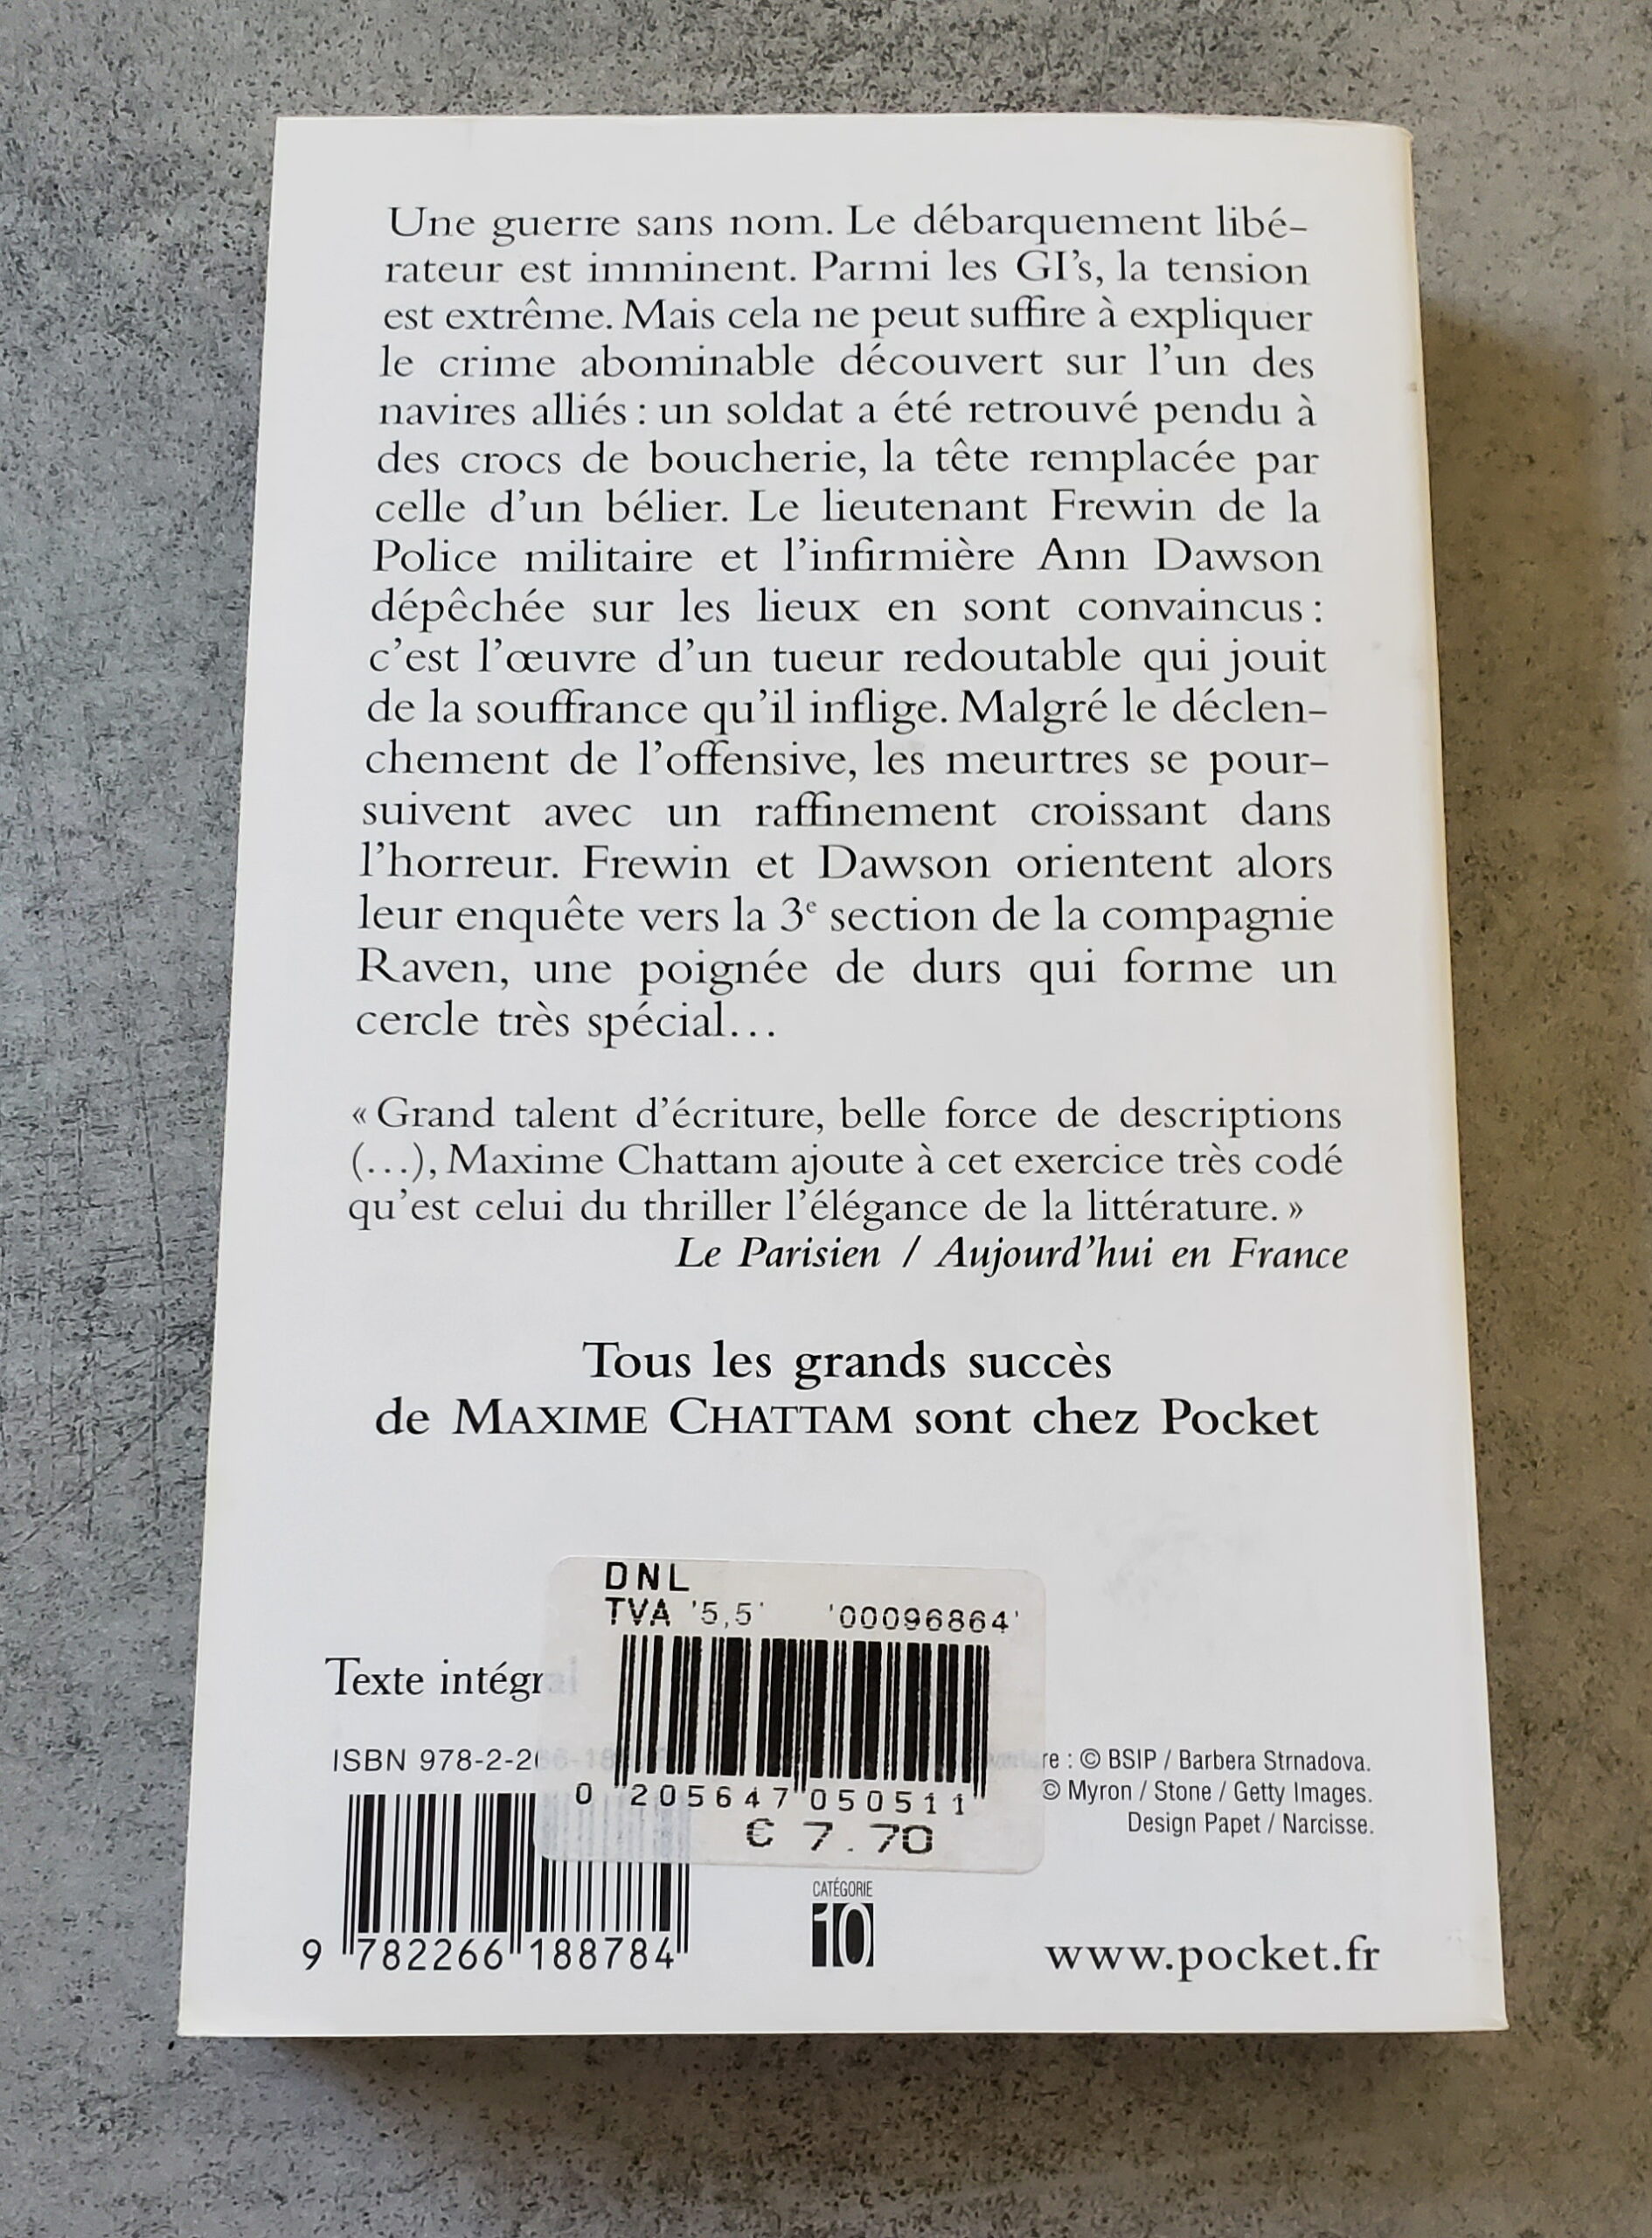 Une guerre sans nom. Le débarquement libé-
rateur est imminent. Parmi les GI's, la tension
est extrême. Mais cela ne peut suffire à expliquer
le crime abominable découvert sur l'un des
navires alliés : un soldat a été retrouvé pendu à
des crocs de boucherie, la tête remplacée par
celle d'un bélier. Le lieutenant Frewin de la
Police militaire et l'infirmière Ann Dawson
dépêchée sur les lieux en sont convaincus :
c'est l'œuvre d'un tueur redoutable qui jouit
de la souffrance qu'il inflige. Malgré le déclen-
chement de l'offensive, les meurtres se pour-
suivent avec un raffinement croissant dans
l'horreur. Frewin et Dawson orientent alors
leur enquête vers la 3e section de la compagnie
Raven, une poignée de durs qui forme un
cercle très spécial…
« Grand talent d'écriture, belle force de descriptions
(…), Maxime Chattam ajoute à cet exercice très codé
qu'est celui du thriller l'élégance de la littérature. »
Le Parisien / Aujourd'hui en France
Tous les grands succès
de MAXIME CHATTAM sont chez Pocket
DNL
TVA '5,5' '00096864'
Texte intégral
ISBN 978-2-266-18
0 205647 050511
€ 7.70
re : © BSIP / Barbera Strnadova.
© Myron / Stone / Getty Images.
Design Papet / Narcisse.
CATÉGORIE
10
9 782266 188784
www.pocket.fr